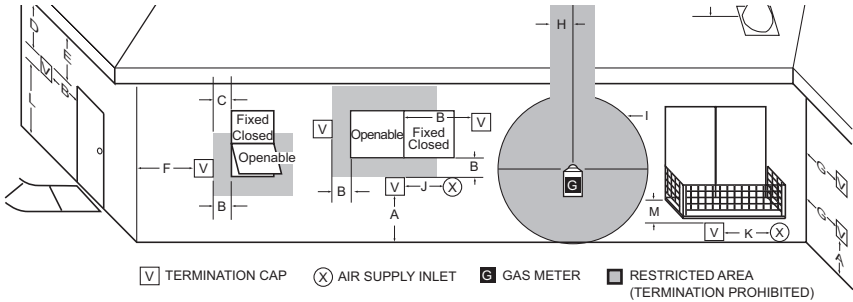 D
E
V
B
L
C
Fixed
Closed
Openable
F
V
B
V
Openable
B
Fixed
Closed
V
B
B
V
J
X
A
H
I
G
M
V
K
X
G
V
G
V
A
V TERMINATION CAP
X AIR SUPPLY INLET
G GAS METER
RESTRICTED AREA
(TERMINATION PROHIBITED)